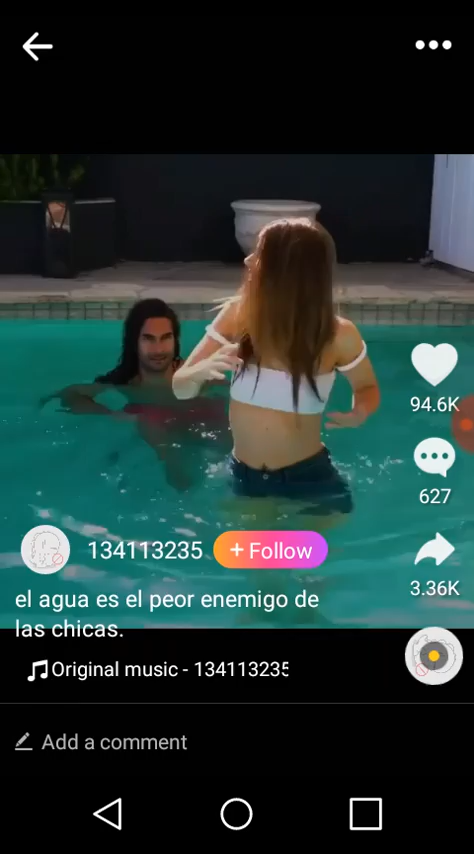 94.6K
627
134113235
+ Follow
3.36K
el agua es el peor enemigo de
las chicas.
Original music - 134113235
Add a comment